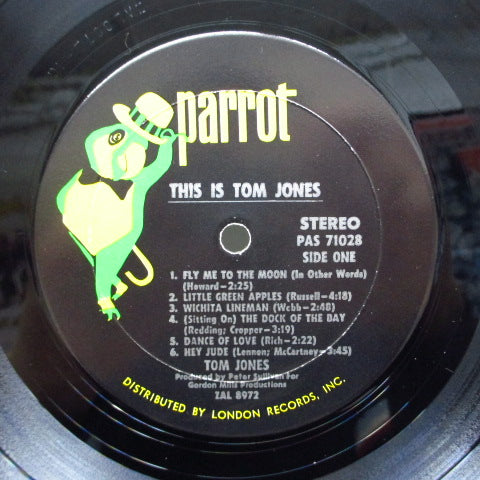 parrot
THIS IS TOM JONES
STEREO
PAS 71028
SIDE ONE
1. FLY ME TO THE MOON (In Other Words)
(Howard-2:25)
2. LITTLE GREEN APPLES (Russell-4:18)
3. WICHITA LINEMAN (Webb-2:48)
4. (Sitting On) THE DOCK OF THE BAY
(Redding; Cropper-3:19)
5. DANCE OF LOVE (Rich-2:22)
6. HEY JUDE (Lennon; McCartney-3:45)
TOM JONES
Produced by Peter Sullivan For
Gordon Mills Productions
ZAL 8972
DISTRIBUTED BY LONDON RECORDS, INC.